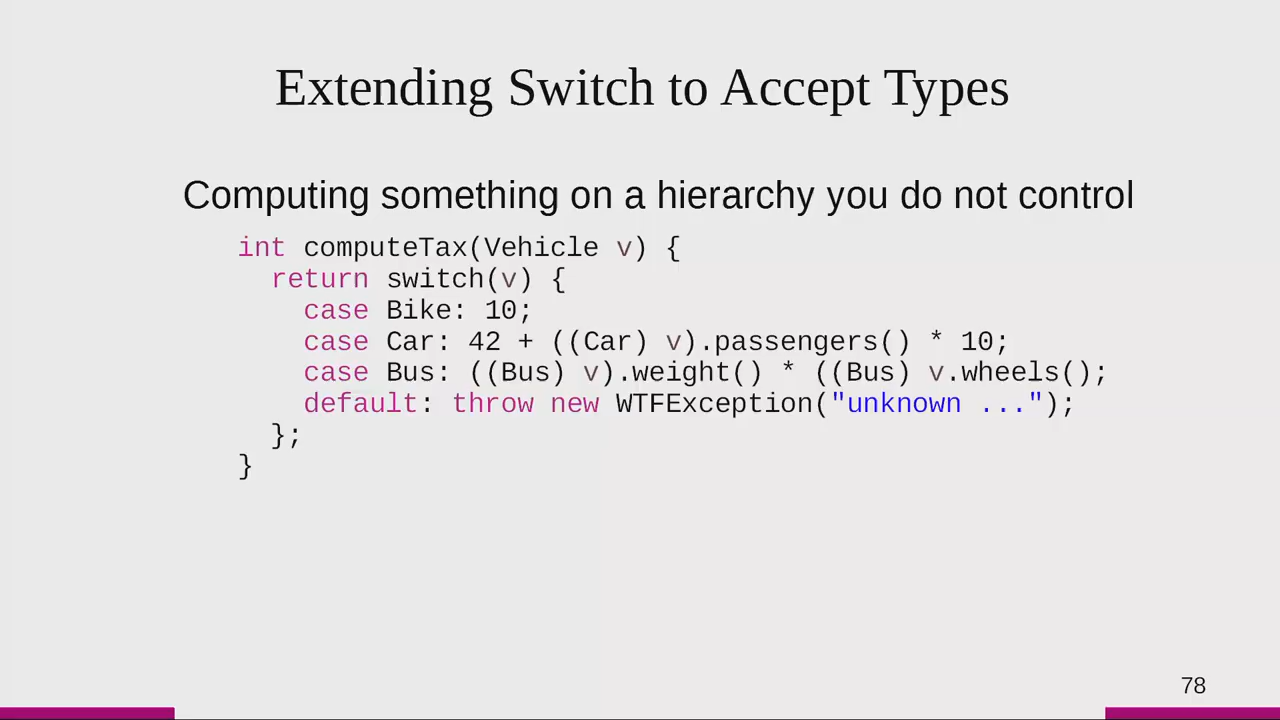 Extending Switch to Accept Types
Computing something on a hierarchy you do not control
int computeTax(Vehicle v) {
return switch(v) {
case Bike: 10;
case Car: 42 + ((Car) v).passengers() * 10;
case Bus: ((Bus) v).weight() * ((Bus) v.wheels();
default: throw new WTFException("unknown ...");
};
}
78